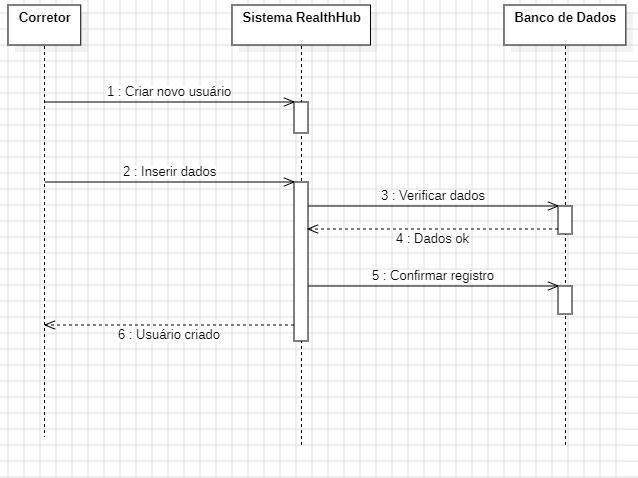 Corretor
Sistema RealthHub
Banco de Dados
1 : Criar novo usuário
2 : Inserir dados
3 : Verificar dados
4 : Dados ok
5 : Confirmar registro
6 : Usuário criado